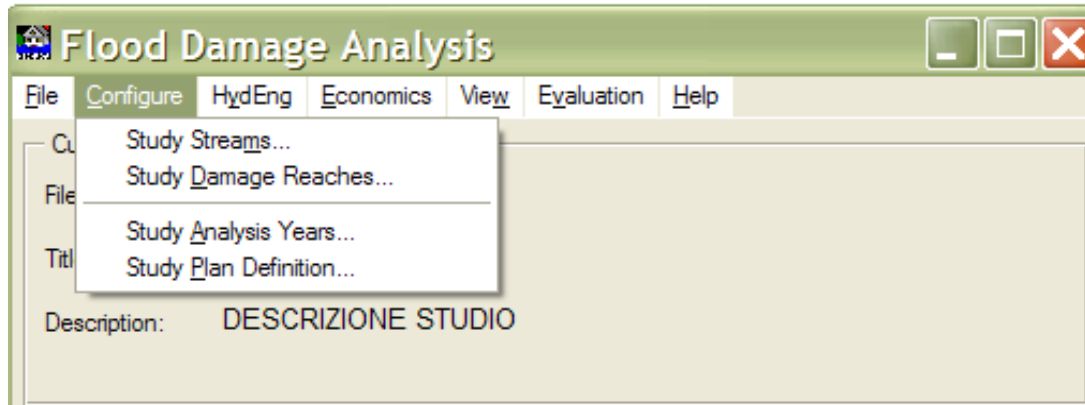 Flood Damage Analysis
File Configure HydEng Economics View Evaluation Help
Study Streams...
Study Damage Reaches...
File
Study Analysis Years...
Study Plan Definition...
Description: DESCRIZIONE STUDIO